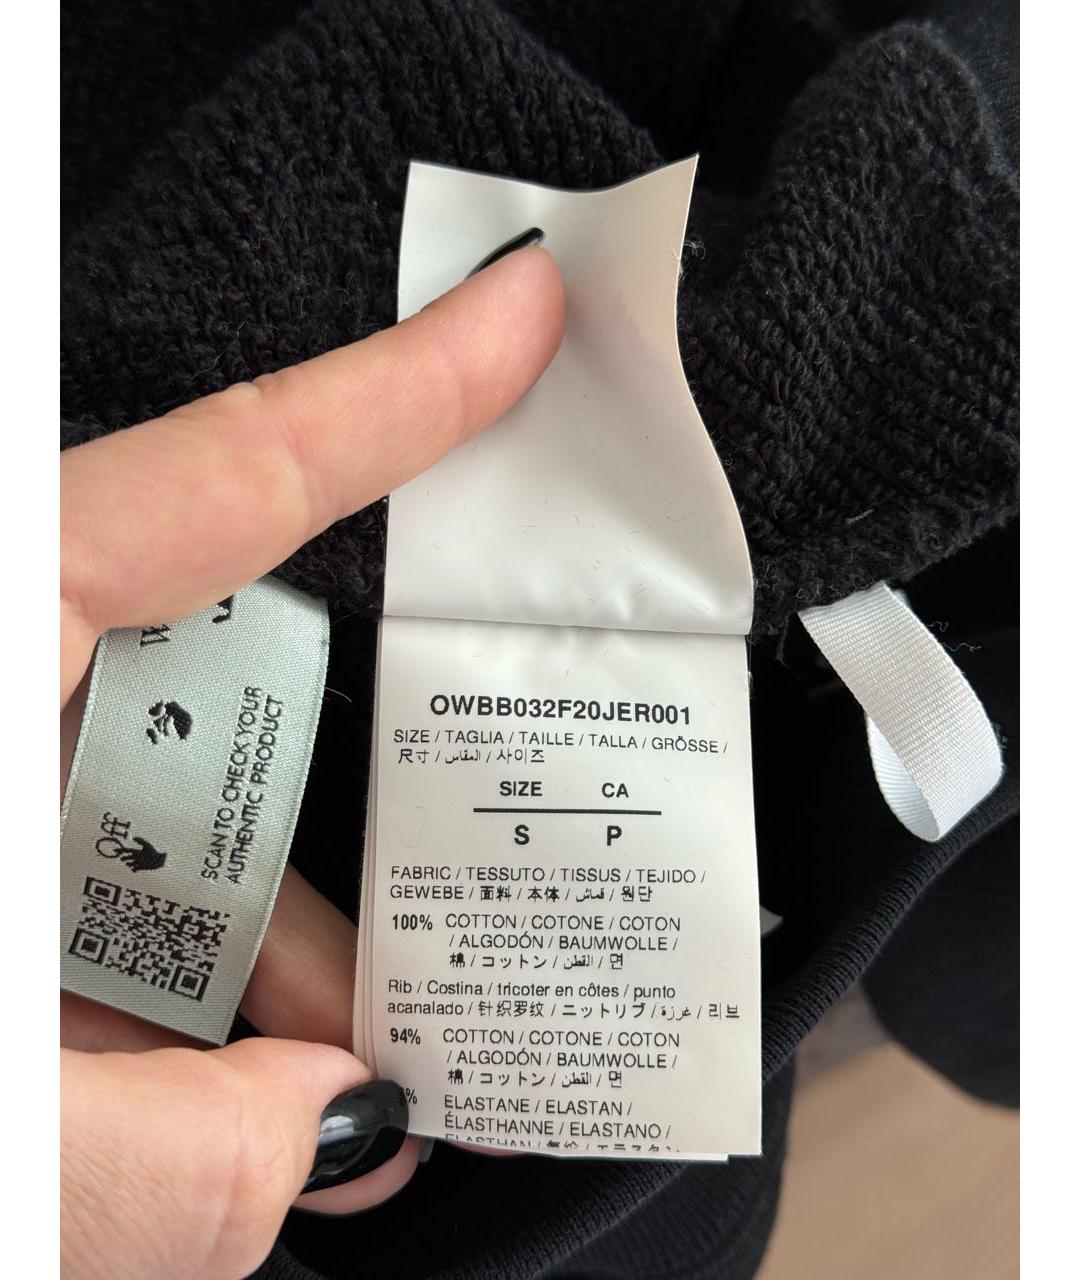 OWBB032F20JER001
SIZE / TAGLIA / TAILLE / TALLA / GRÖSSE /
尺寸 / المقاس / 사이즈
SIZE CA
S P
FABRIC / TESSUTO / TISSUS / TEJIDO /
GEWEBE / 面料 / 本体 / قماش / 원단
100% COTTON / COTONE / COTON
/ ALGODÓN / BAUMWOLLE /
棉 / コットン / القطن / 면
Rib / Costina / tricoter en côtes / punto
acanalado / 针织罗纹 / ニットリブ / غرزة / 리브
94% COTTON / COTONE / COTON
/ ALGODÓN / BAUMWOLLE /
棉 / コットン / القطن / 면
% ELASTANE / ELASTAN /
ÉLASTHANNE / ELASTANO /
ELASTHAN /
Off
SCAN TO CHECK YOUR
AUTHENTIC PRODUCT